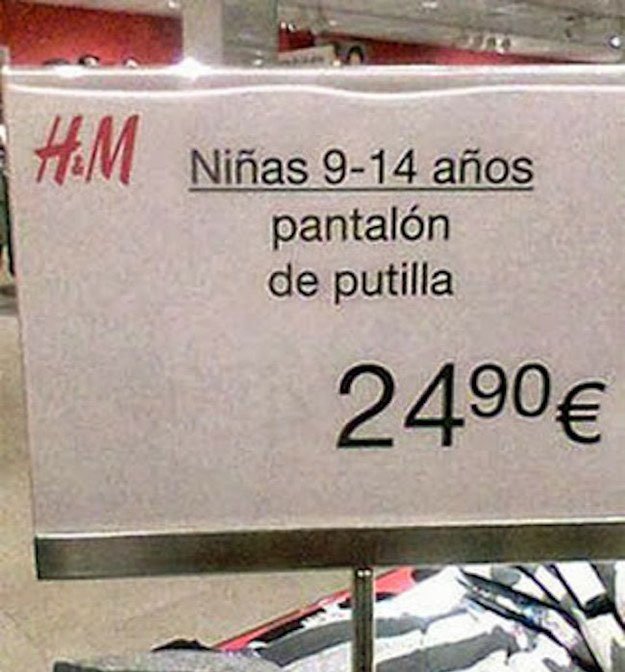 H&M
Niñas 9-14 años
pantalón
de putilla
24⁹⁰€